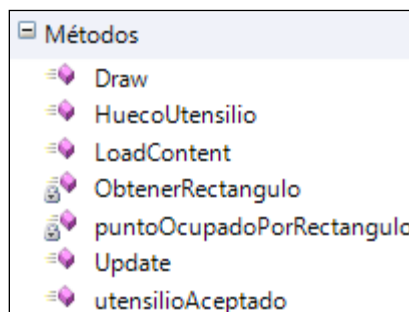 Métodos
Draw
HuecoUtensilio
LoadContent
ObtenerRectangulo
puntoOcupadoPorRectangulo
Update
utensilioAceptado